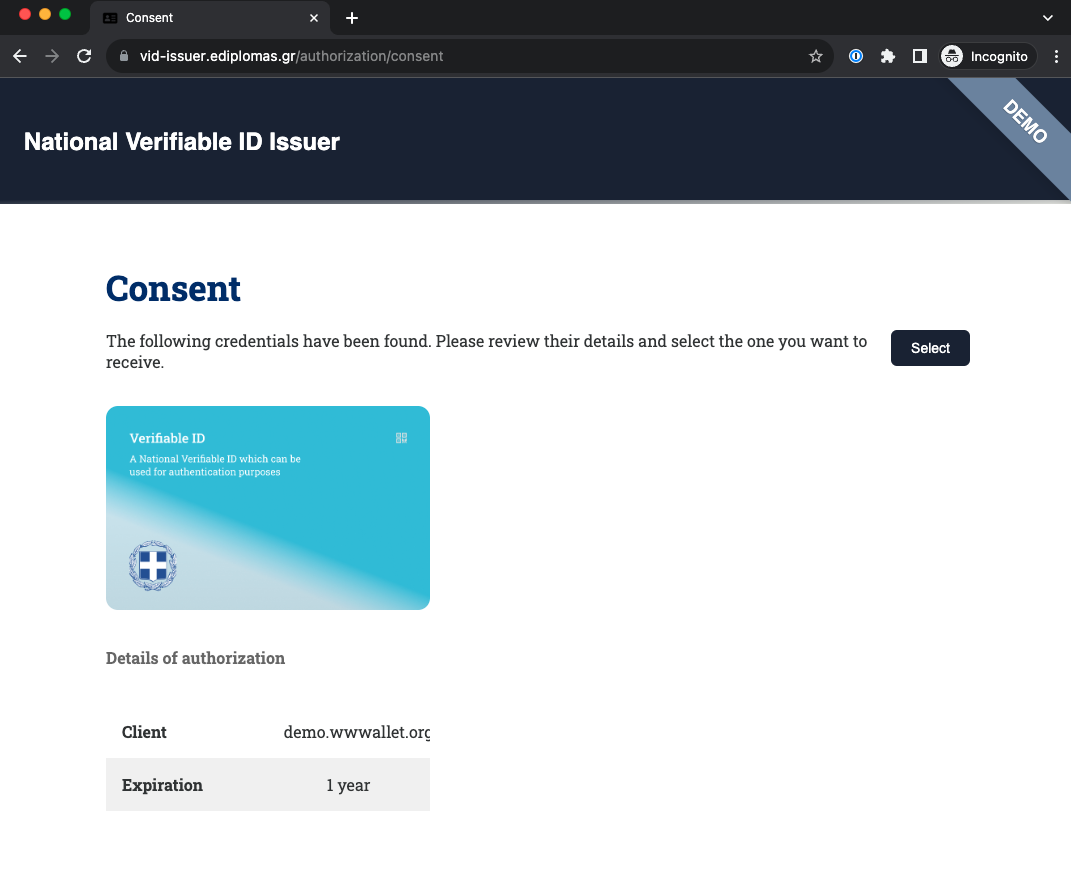 Consent
vid-issuer.ediplomas.gr/authorization/consent
Incognito
National Verifiable ID Issuer
DEMO
Consent
The following credentials have been found. Please review their details and select the one you want to
receive.
Select
Verifiable ID
A National Verifiable ID which can be
used for authentication purposes
Details of authorization
Client demo.wwwallet.org
Expiration 1 year